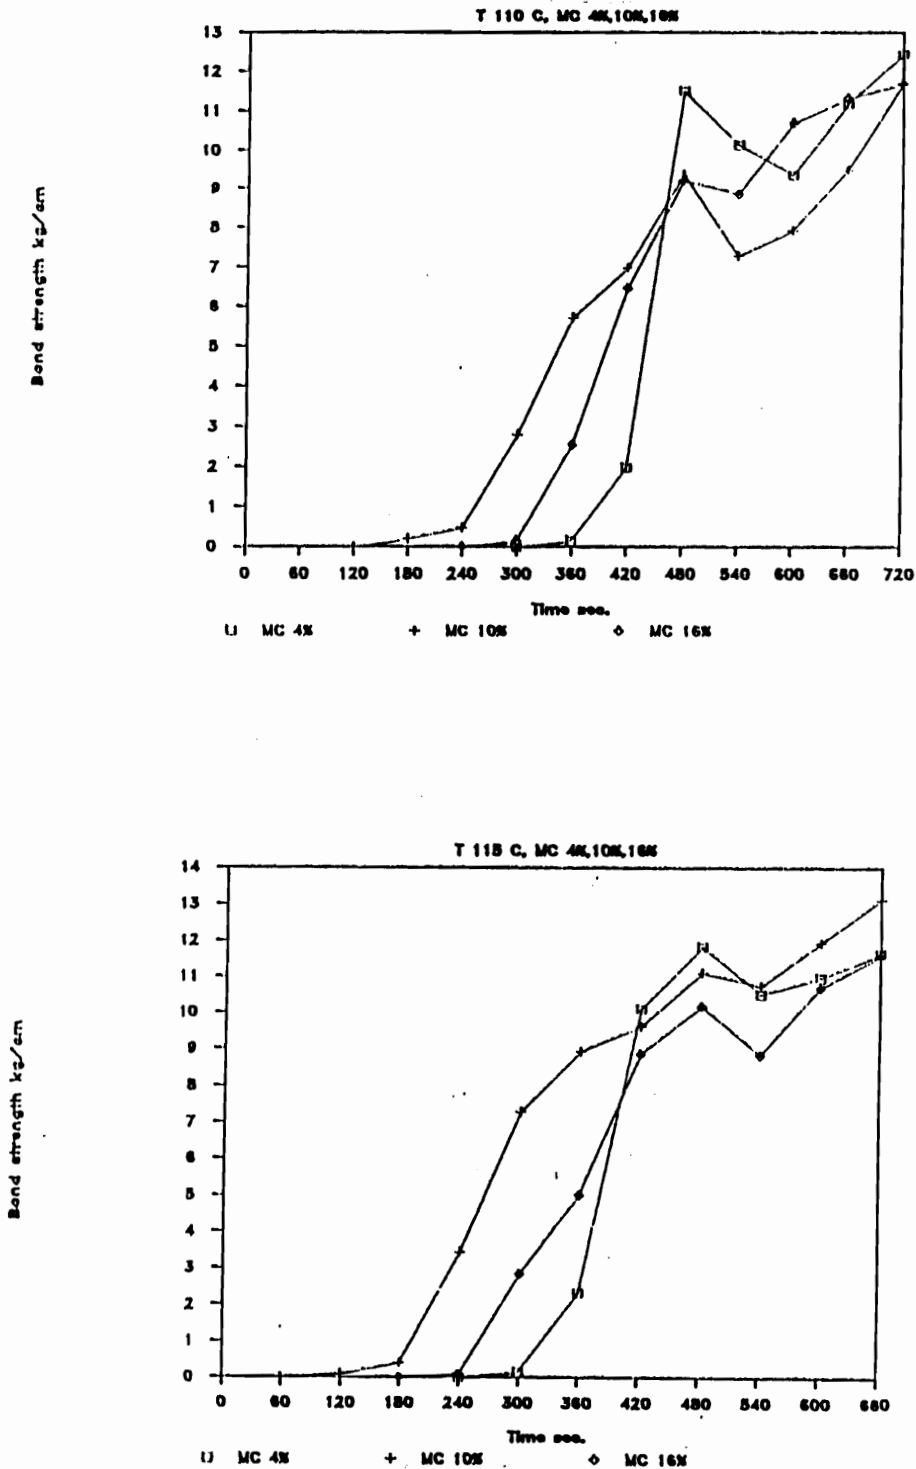 T 110 C, MC 4%,10%,16%
13
12
11
10
9
8
7
6
5
4
3
2
1
0
Bond strength kg/cm
0 60 120 180 240 300 360 420 480 540 600 660 720
Time sec.
MC 4% + MC 10% ◇ MC 16%
T 115 C, MC 4%,10%,16%
14
13
12
11
10
9
8
7
6
5
4
3
2
1
0
Bond strength kg/cm
0 60 120 180 240 300 360 420 480 540 600 660
Time sec.
MC 4% + MC 10% ◇ MC 16%